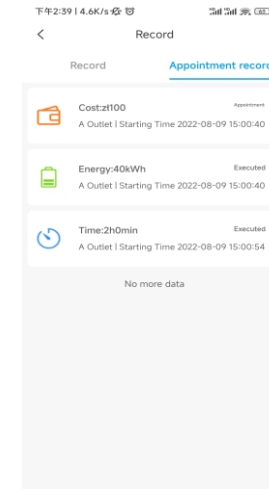 下午2:39 | 4.6K/s
Record
Record Appointment record
Cost:zł100 Appointment
A Outlet | Starting Time 2022-08-09 15:00:40
Energy:40kWh Executed
A Outlet | Starting Time 2022-08-09 15:00:40
Time:2h0min Executed
A Outlet | Starting Time 2022-08-09 15:00:54
No more data